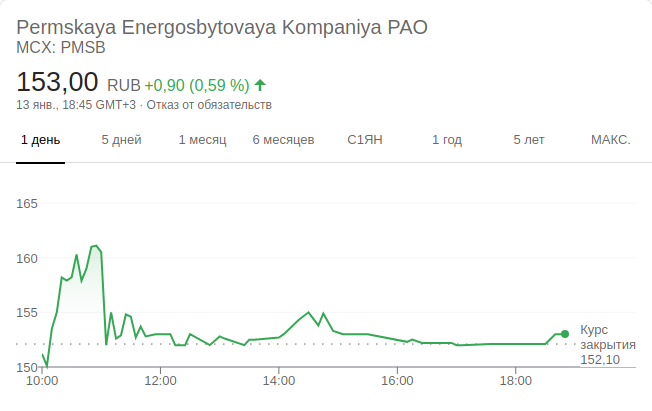 Permskaya Energosbytovaya Kompaniya PAO
MCX: PMSB
153,00 RUB +0,90 (0,59 %)
13 янв., 18:45 GMT+3 · Отказ от обязательств
1 день 5 дней 1 месяц 6 месяцев С1ЯН 1 год 5 лет МАКС.
165
160
155
150
Курс
закрытия
152,10
10:00 12:00 14:00 16:00 18:00